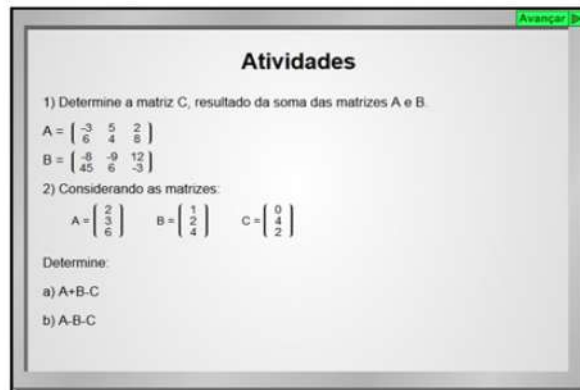 Avançar
Atividades
1) Determine a matriz C, resultado da soma das matrizes A e B.
A = [ -3 5 2
6 4 8 ]
B = [ -8 -9 12
45 6 -3 ]
2) Considerando as matrizes:
A = [ 2 3 6 ] B = [ 1 2 4 ] C = [ 0 4 2 ]
Determine:
a) A+B-C
b) A-B-C